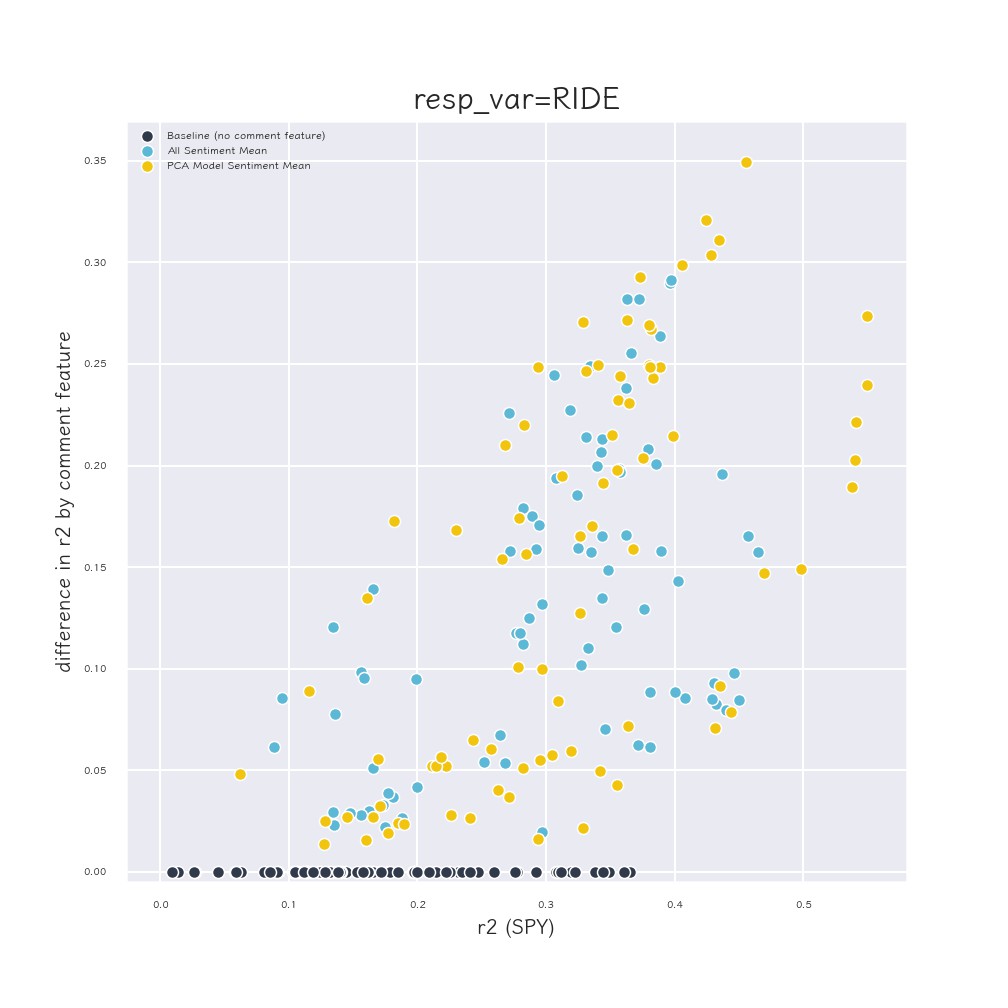 resp_var=RIDE
Baseline (no comment feature)
All Sentiment Mean
PCA Model Sentiment Mean
difference in r2 by comment feature
0.35
0.30
0.25
0.20
0.15
0.10
0.05
0.00
0.0 0.1 0.2 0.3 0.4 0.5
r2 (SPY)